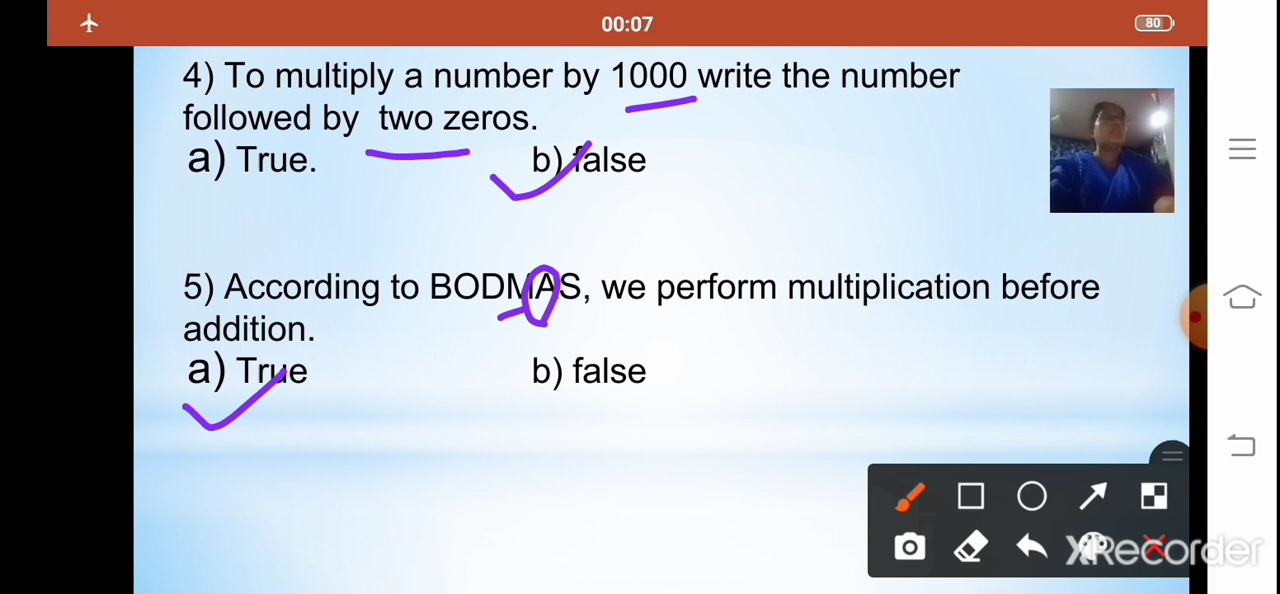 00:07
80
4) To multiply a number by 1000 write the number
followed by two zeros.
a) True. b) false
5) According to BODMAS, we perform multiplication before
addition.
a) True b) false
XRecorder